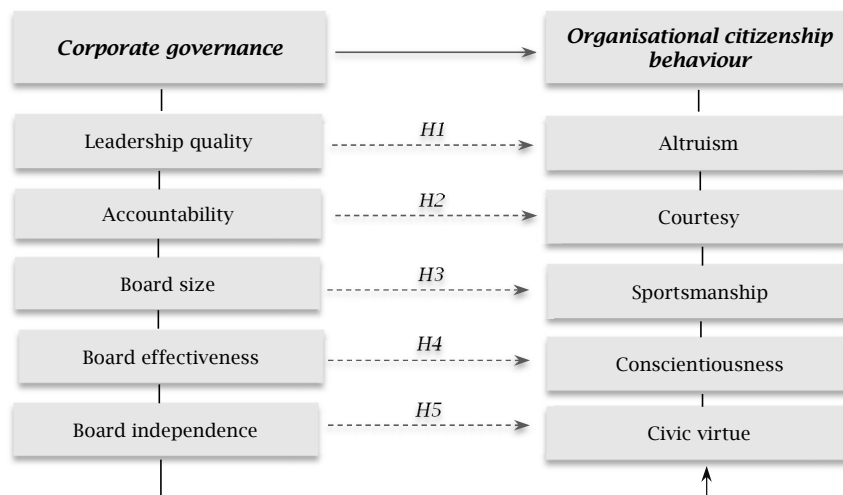 Corporate governance
Organisational citizenship
behaviour
Leadership quality
H1
Altruism
Accountability
H2
Courtesy
Board size
H3
Sportsmanship
Board effectiveness
H4
Conscientiousness
Board independence
H5
Civic virtue